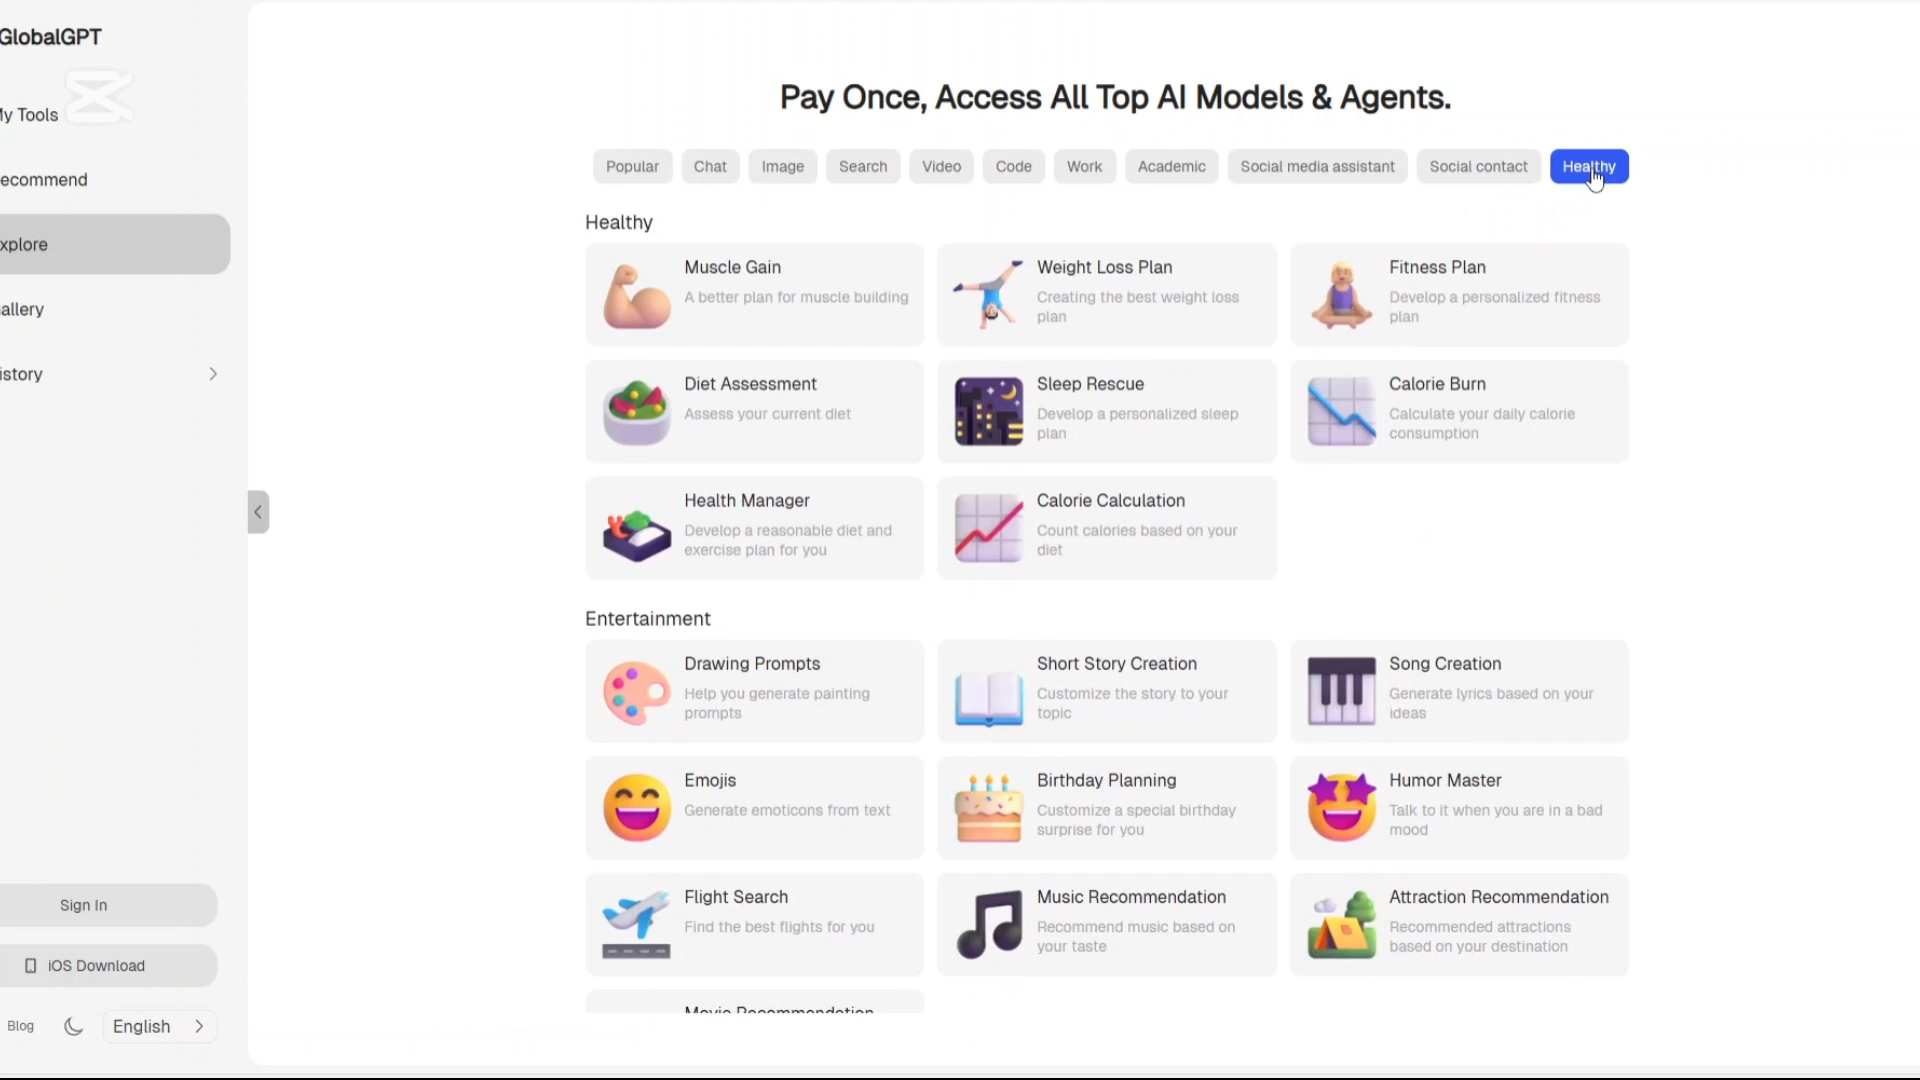 GlobalGPT
My Tools
ecommend
xplore
allery
istory
Sign In
iOS Download
Blog
English
Pay Once, Access All Top AI Models & Agents.
Popular
Chat
Image
Search
Video
Code
Work
Academic
Social media assistant
Social contact
Healthy
Healthy
Muscle Gain
A better plan for muscle building
Weight Loss Plan
Creating the best weight loss
plan
Fitness Plan
Develop a personalized fitness
plan
Diet Assessment
Assess your current diet
Sleep Rescue
Develop a personalized sleep
plan
Calorie Burn
Calculate your daily calorie
consumption
Health Manager
Develop a reasonable diet and
exercise plan for you
Calorie Calculation
Count calories based on your
diet
Entertainment
Drawing Prompts
Help you generate painting
prompts
Short Story Creation
Customize the story to your
topic
Song Creation
Generate lyrics based on your
ideas
Emojis
Generate emoticons from text
Birthday Planning
Customize a special birthday
surprise for you
Humor Master
Talk to it when you are in a bad
mood
Flight Search
Find the best flights for you
Music Recommendation
Recommend music based on
your taste
Attraction Recommendation
Recommended attractions
based on your destination
Movie Recommendation